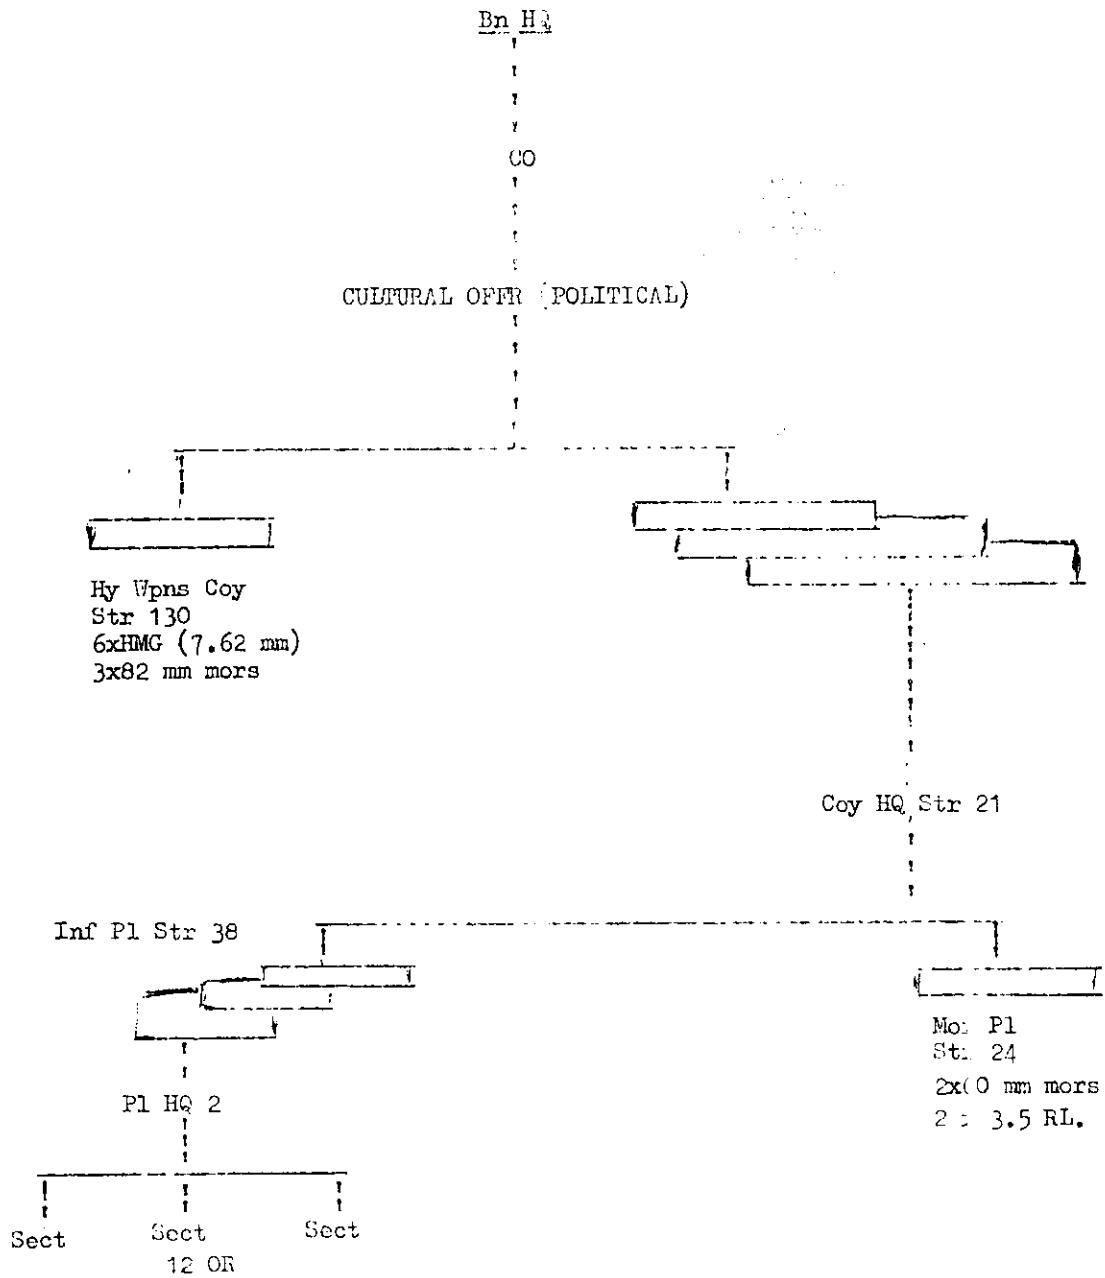 Bn HQ
CO
CULTURAL OFFR (POLITICAL)
Hy Wpns Coy
Str 130
6xHMG (7.62 mm)
3x82 mm mors
Coy HQ Str 21
Inf Pl Str 38
Pl
24
mm mors
2 3.5 RL.
Pl HQ 2
Sect Sect Sect
12 OR